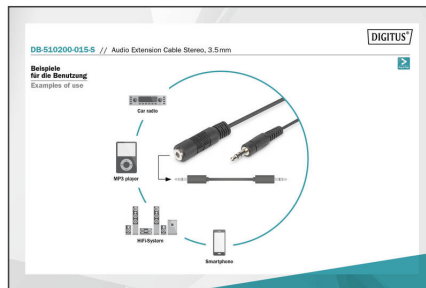 DIGITUS®
DB-510200-015-S // Audio Extension Cable Stereo, 3.5 mm
Beispiele
für die Benutzung
Examples of use
Car radio
MP3 player
HiFi-System
Smartphone